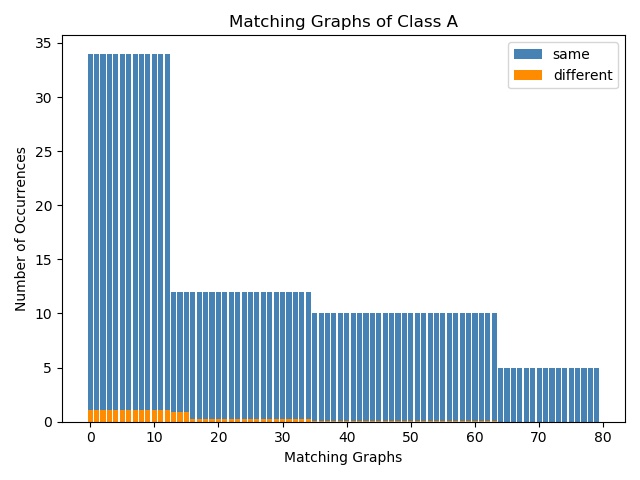 Matching Graphs of Class A
same
different
Number of Occurrences
35
30
25
20
15
10
5
0
0 10 20 30 40 50 60 70 80
Matching Graphs